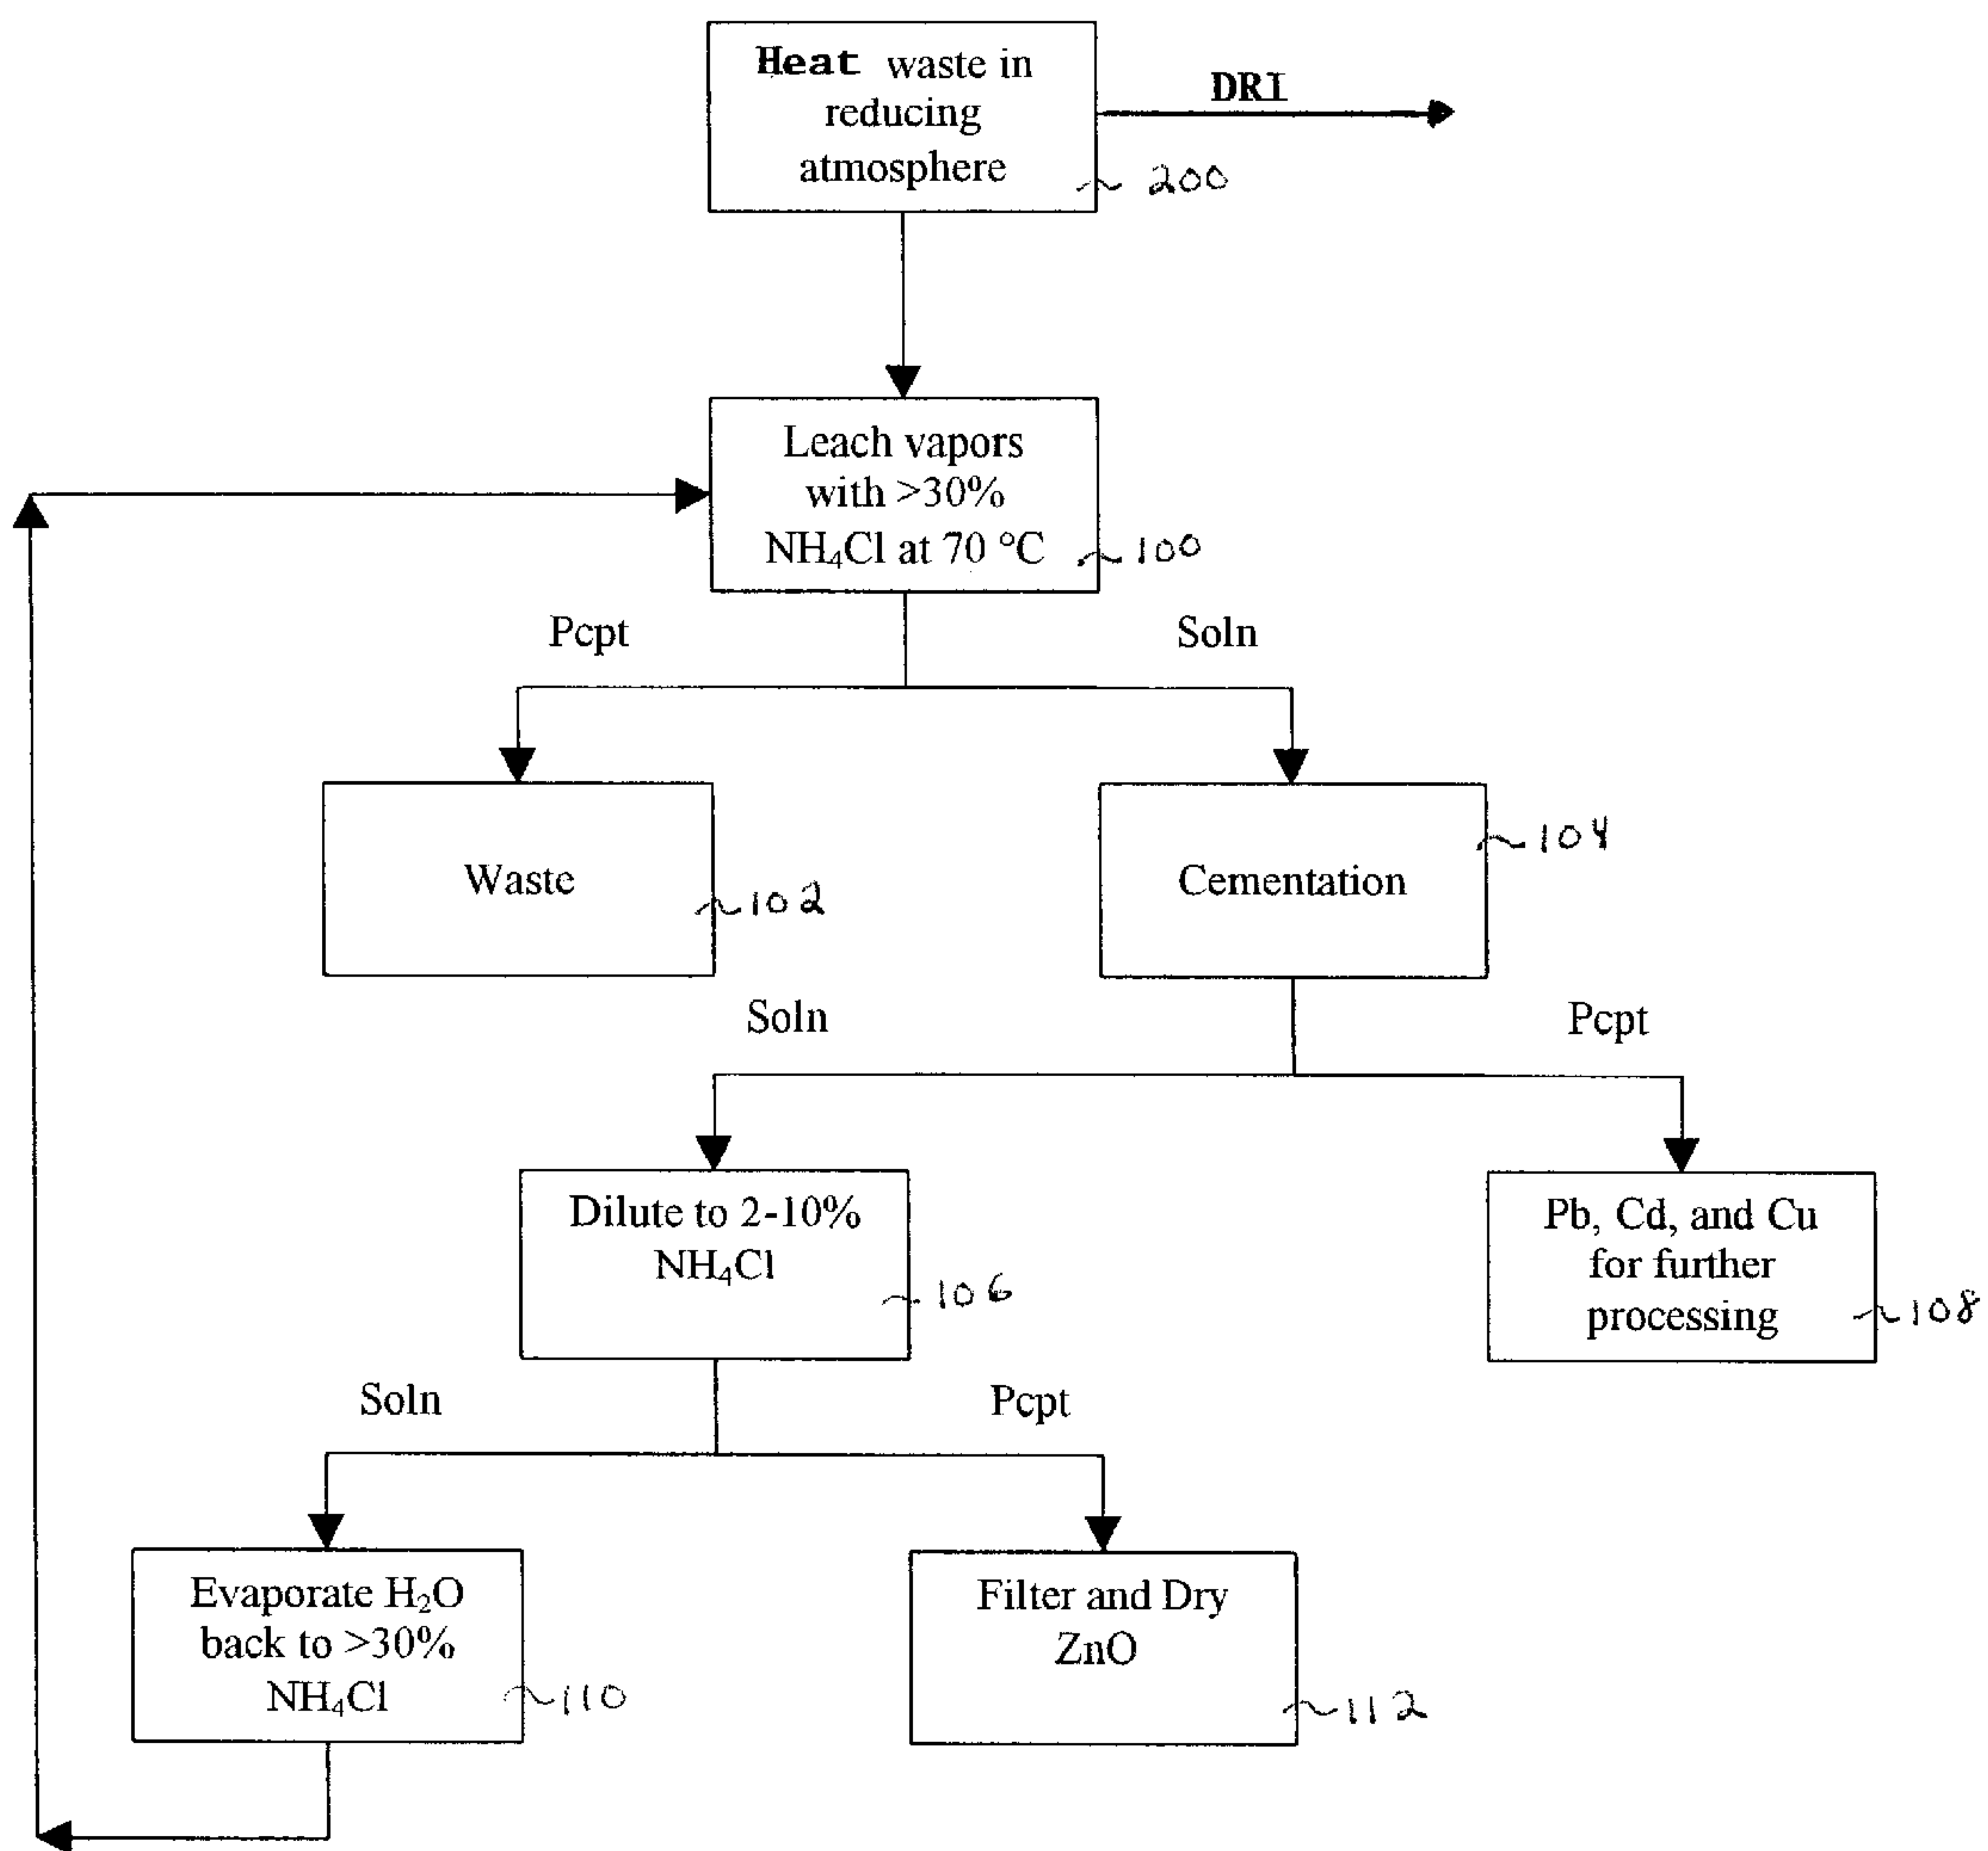 Heat waste in
reducing
atmosphere
DRI
200
Leach vapors
with >30%
NH₄Cl at 70 °C
100
Pcpt
Soln
Waste
102
Cementation
104
Soln
Pcpt
Dilute to 2-10%
NH₄Cl
106
Pb, Cd, and Cu
for further
processing
108
Soln
Pcpt
Evaporate H₂O
back to >30%
NH₄Cl
110
Filter and Dry
ZnO
112